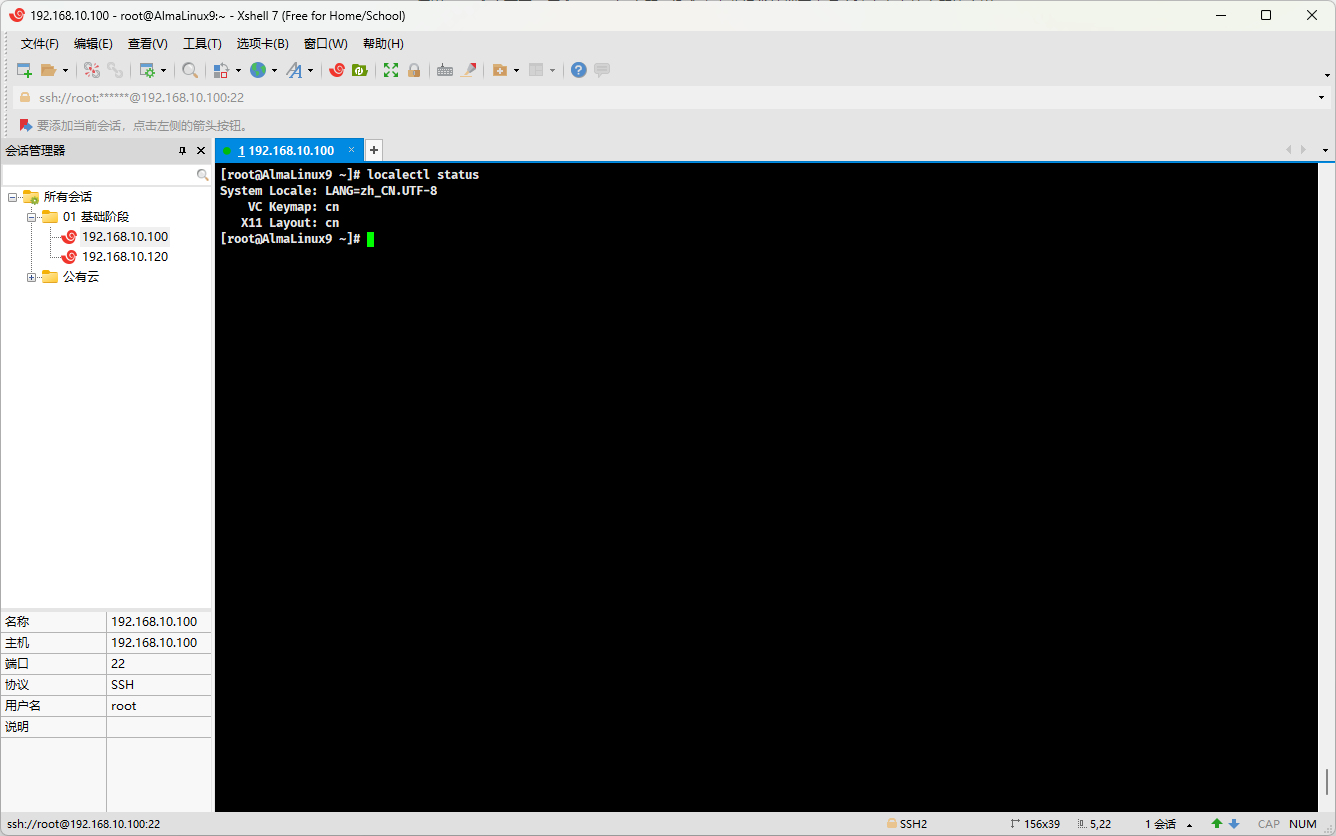 192.168.10.100 - root@AlmaLinux9:~ - Xshell 7 (Free for Home/School)
文件(F) 编辑(E) 查看(V) 工具(T) 选项卡(B) 窗口(W) 帮助(H)
ssh://root:******@192.168.10.100:22
要添加当前会话，点击左侧的箭头按钮。
会话管理器
1 192.168.10.100
所有会话
01 基础阶段
192.168.10.100
192.168.10.120
公有云
[root@AlmaLinux9 ~]# localectl status
System Locale: LANG=zh_CN.UTF-8
VC Keymap: cn
X11 Layout: cn
[root@AlmaLinux9 ~]#
名称 192.168.10.100
主机 192.168.10.100
端口 22
协议 SSH
用户名 root
说明
ssh://root@192.168.10.100:22 SSH2 156x39 5,22 1 会话 CAP NUM